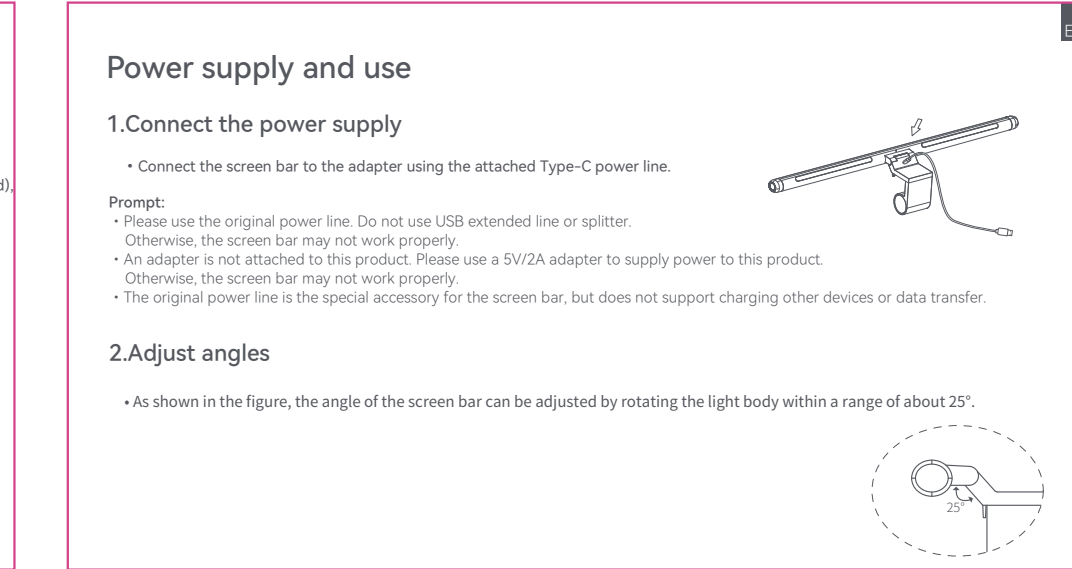 d),
E
Power supply and use
1.Connect the power supply
• Connect the screen bar to the adapter using the attached Type-C power line.
Prompt:
• Please use the original power line. Do not use USB extended line or splitter.
Otherwise, the screen bar may not work properly.
• An adapter is not attached to this product. Please use a 5V/2A adapter to supply power to this product.
Otherwise, the screen bar may not work properly.
• The original power line is the special accessory for the screen bar, but does not support charging other devices or data transfer.
2.Adjust angles
• As shown in the figure, the angle of the screen bar can be adjusted by rotating the light body within a range of about 25°.
25°